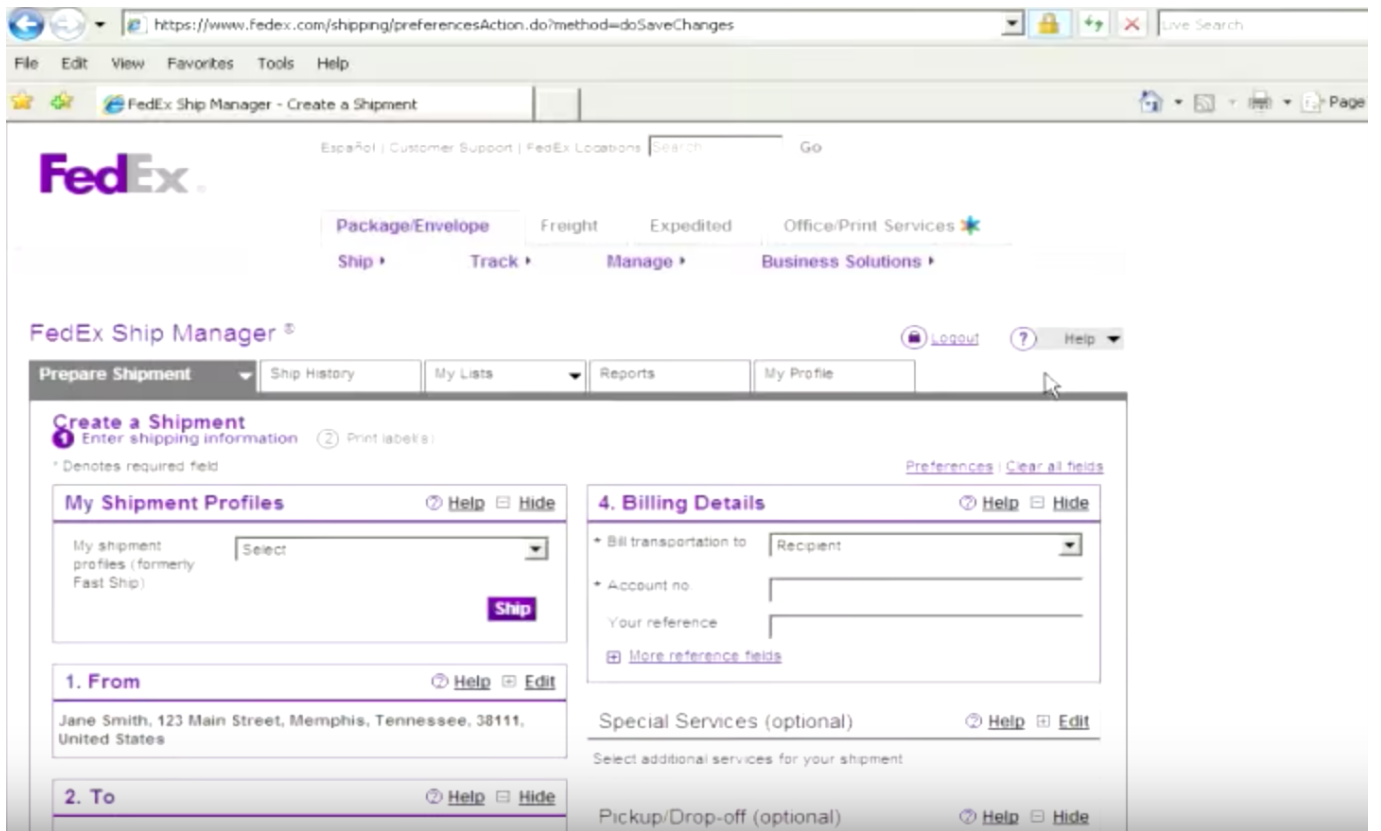 https://www.fedex.com/shipping/preferencesAction.do?method=doSaveChanges
Live Search
File Edit View Favorites Tools Help
FedEx Ship Manager - Create a Shipment
Page
Español | Customer Support | FedEx Locations Search Go
FedEx
Package/Envelope Freight Expedited Office/Print Services
Ship Track Manage Business Solutions
FedEx Ship Manager ®
Logout ? Help
Prepare Shipment Ship History My Lists Reports My Profile
Create a Shipment
1 Enter shipping information 2 Print label(s)
* Denotes required field
Preferences | Clear all fields
My Shipment Profiles ? Help Hide
My shipment
profiles (formerly
Fast Ship)
Select
Ship
1. From ? Help Edit
Jane Smith, 123 Main Street, Memphis, Tennessee, 38111,
United States
2. To ? Help Hide
4. Billing Details ? Help Hide
* Bill transportation to Recipient
* Account no.
Your reference
More reference fields
Special Services (optional) ? Help Edit
Select additional services for your shipment
Pickup/Drop-off (optional) ? Help Hide